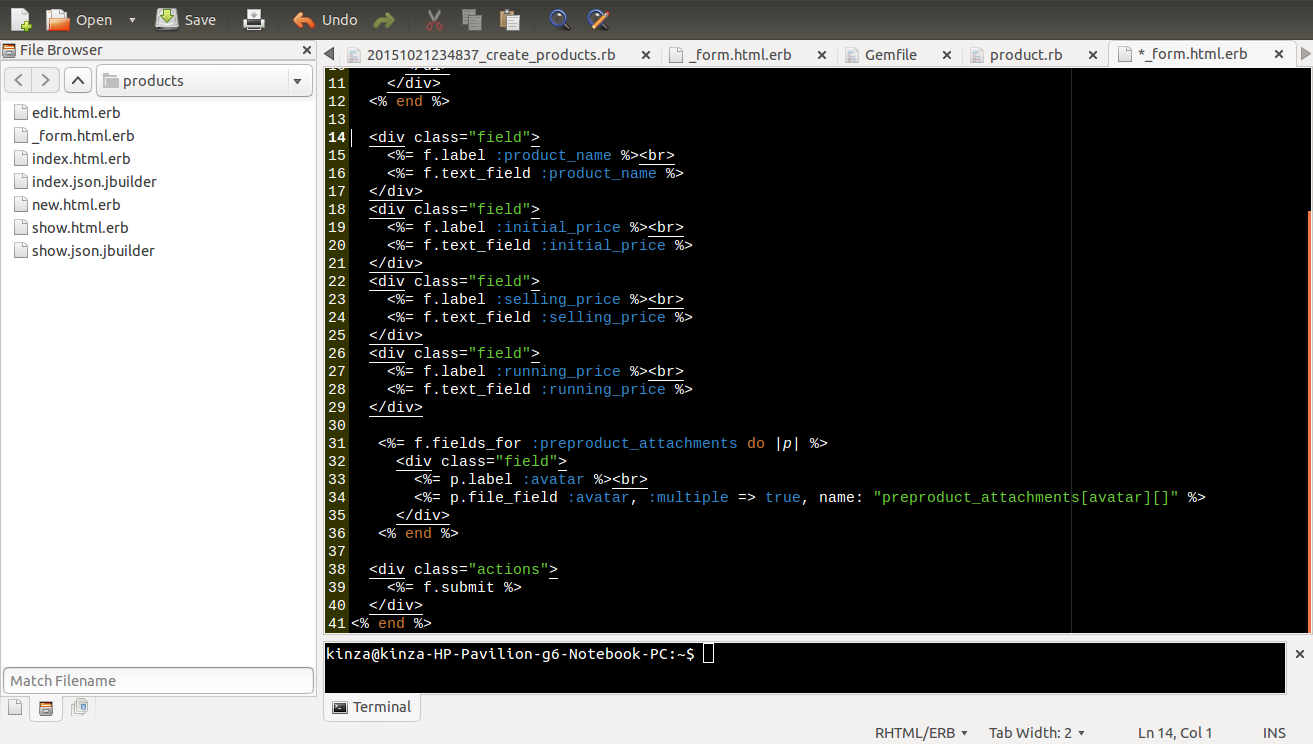 Open Save Undo
File Browser
products
edit.html.erb
_form.html.erb
index.html.erb
index.json.jbuilder
new.html.erb
show.html.erb
show.json.jbuilder
Match Filename
20151021234837_create_products.rb _form.html.erb Gemfile product.rb *_form.html.erb
11     </div>
12   <% end %>
13
14   <div class="field">
15     <%= f.label :product_name %><br>
16     <%= f.text_field :product_name %>
17   </div>
18   <div class="field">
19     <%= f.label :initial_price %><br>
20     <%= f.text_field :initial_price %>
21   </div>
22   <div class="field">
23     <%= f.label :selling_price %><br>
24     <%= f.text_field :selling_price %>
25   </div>
26   <div class="field">
27     <%= f.label :running_price %><br>
28     <%= f.text_field :running_price %>
29   </div>
30
31    <%= f.fields_for :preproduct_attachments do |p| %>
32      <div class="field">
33        <%= p.label :avatar %><br>
34        <%= p.file_field :avatar, :multiple => true, name: "preproduct_attachments[avatar][]" %>
35      </div>
36    <% end %>
37
38   <div class="actions">
39     <%= f.submit %>
40   </div>
41 <% end %>
kinza@kinza-HP-Pavilion-g6-Notebook-PC:~$
Terminal
RHTML/ERB Tab Width: 2 Ln 14, Col 1 INS